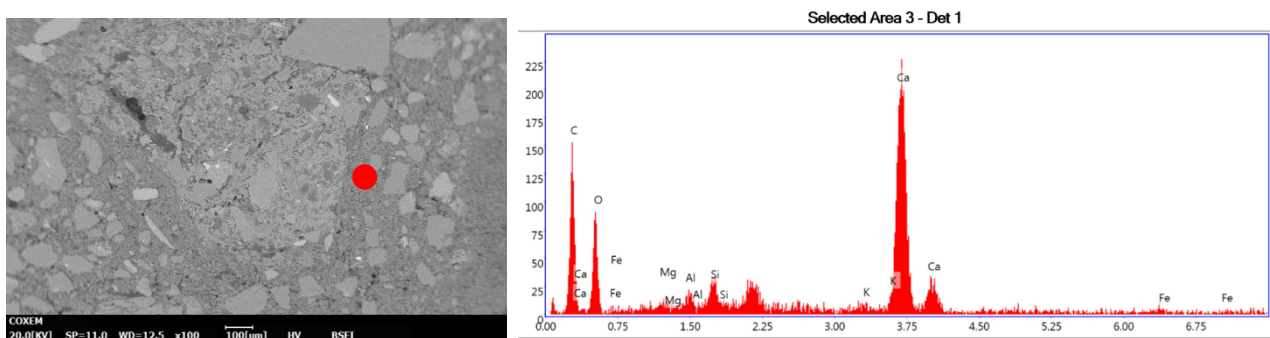 Selected Area 3 - Det 1
225
200
175
150
125
100
75
50
25
0
C
O
Ca
Ca
Fe
Fe
Mg
Mg
Al
Al
Si
Si
K
K
Ca
Ca
Fe
Fe
0.00 0.75 1.50 2.25 3.00 3.75 4.50 5.25 6.00 6.75
COXEM
20.0[KV] SP=11.0 WD=12.5 x100 100[um] HV BSEI